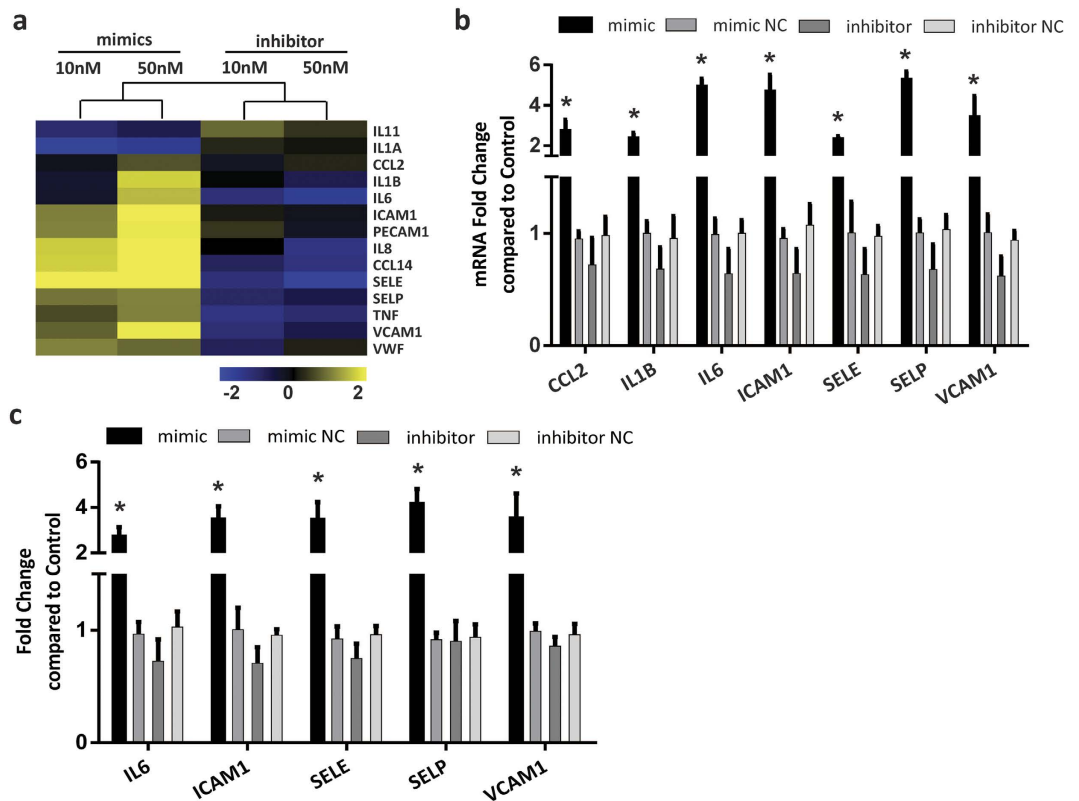 a
mimics inhibitor
10nM 50nM 10nM 50nM
IL11
IL1A
CCL2
IL1B
IL6
ICAM1
PECAM1
IL8
CCL14
SELE
SELP
TNF
VCAM1
VWF
-2 0 2
b
mimic mimic NC inhibitor inhibitor NC
mRNA Fold Change
compared to Control
6
4
2
1
0
* * * * * * *
CCL2 IL1B IL6 ICAM1 SELE SELP VCAM1
c
mimic mimic NC inhibitor inhibitor NC
Fold Change
compared to Control
6
4
2
1
0
* * * * *
IL6 ICAM1 SELE SELP VCAM1